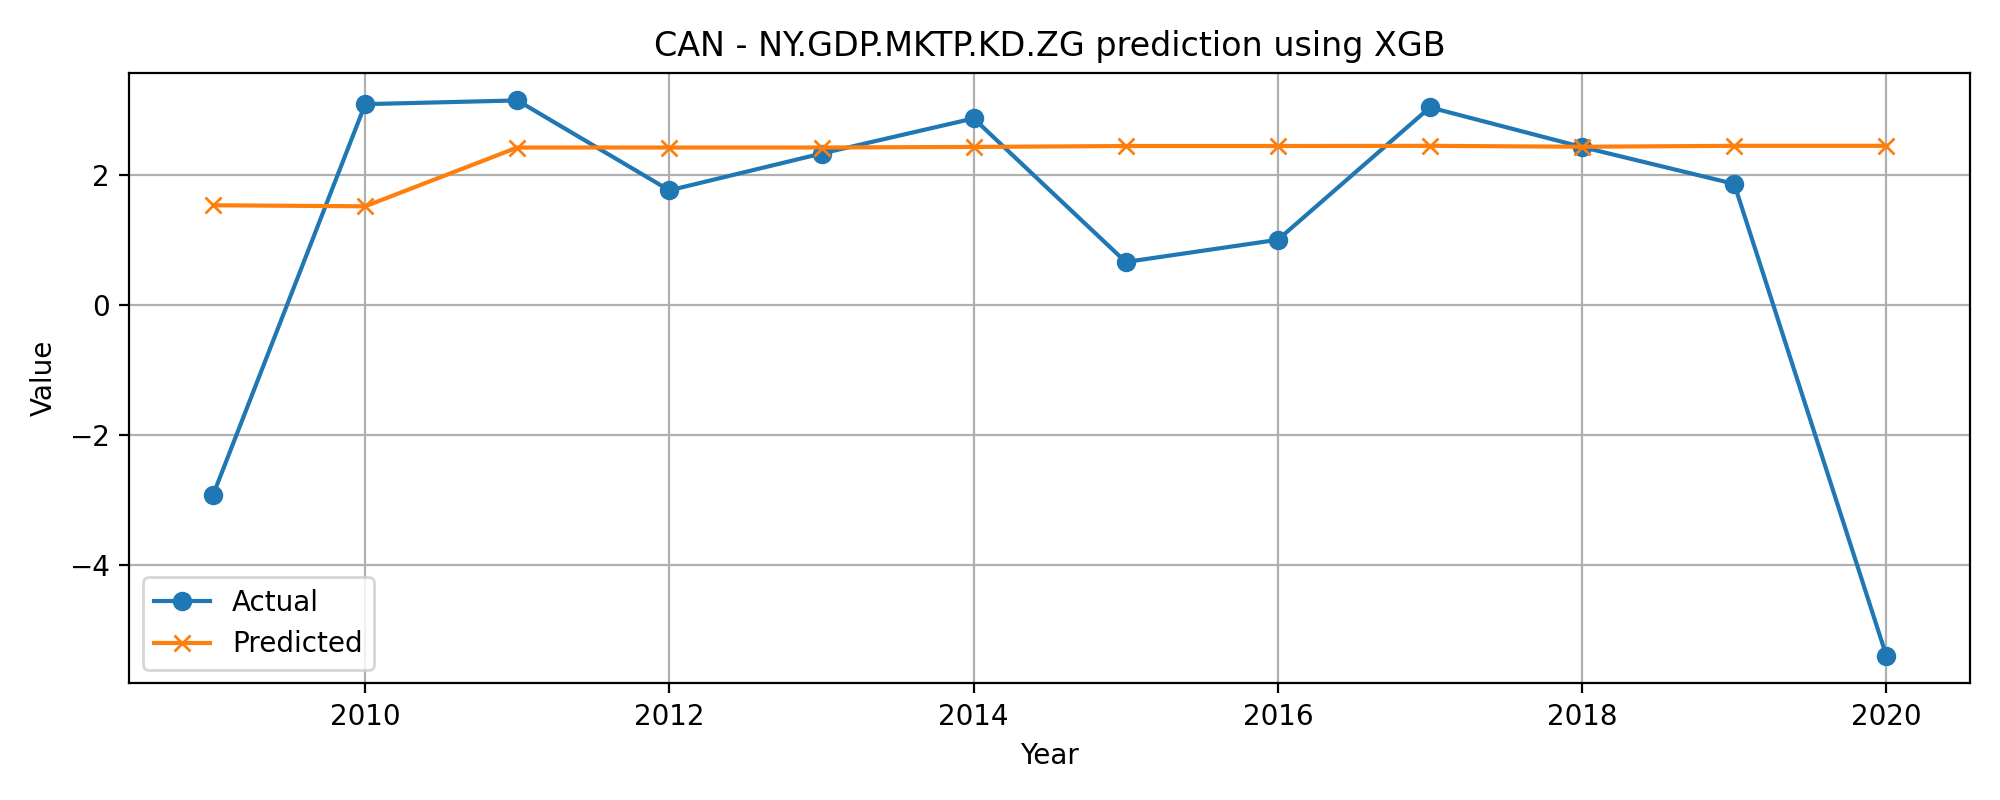 CAN - NY.GDP.MKTP.KD.ZG prediction using XGB
Value
2
0
−2
−4
Actual
Predicted
2010 2012 2014 2016 2018 2020
Year